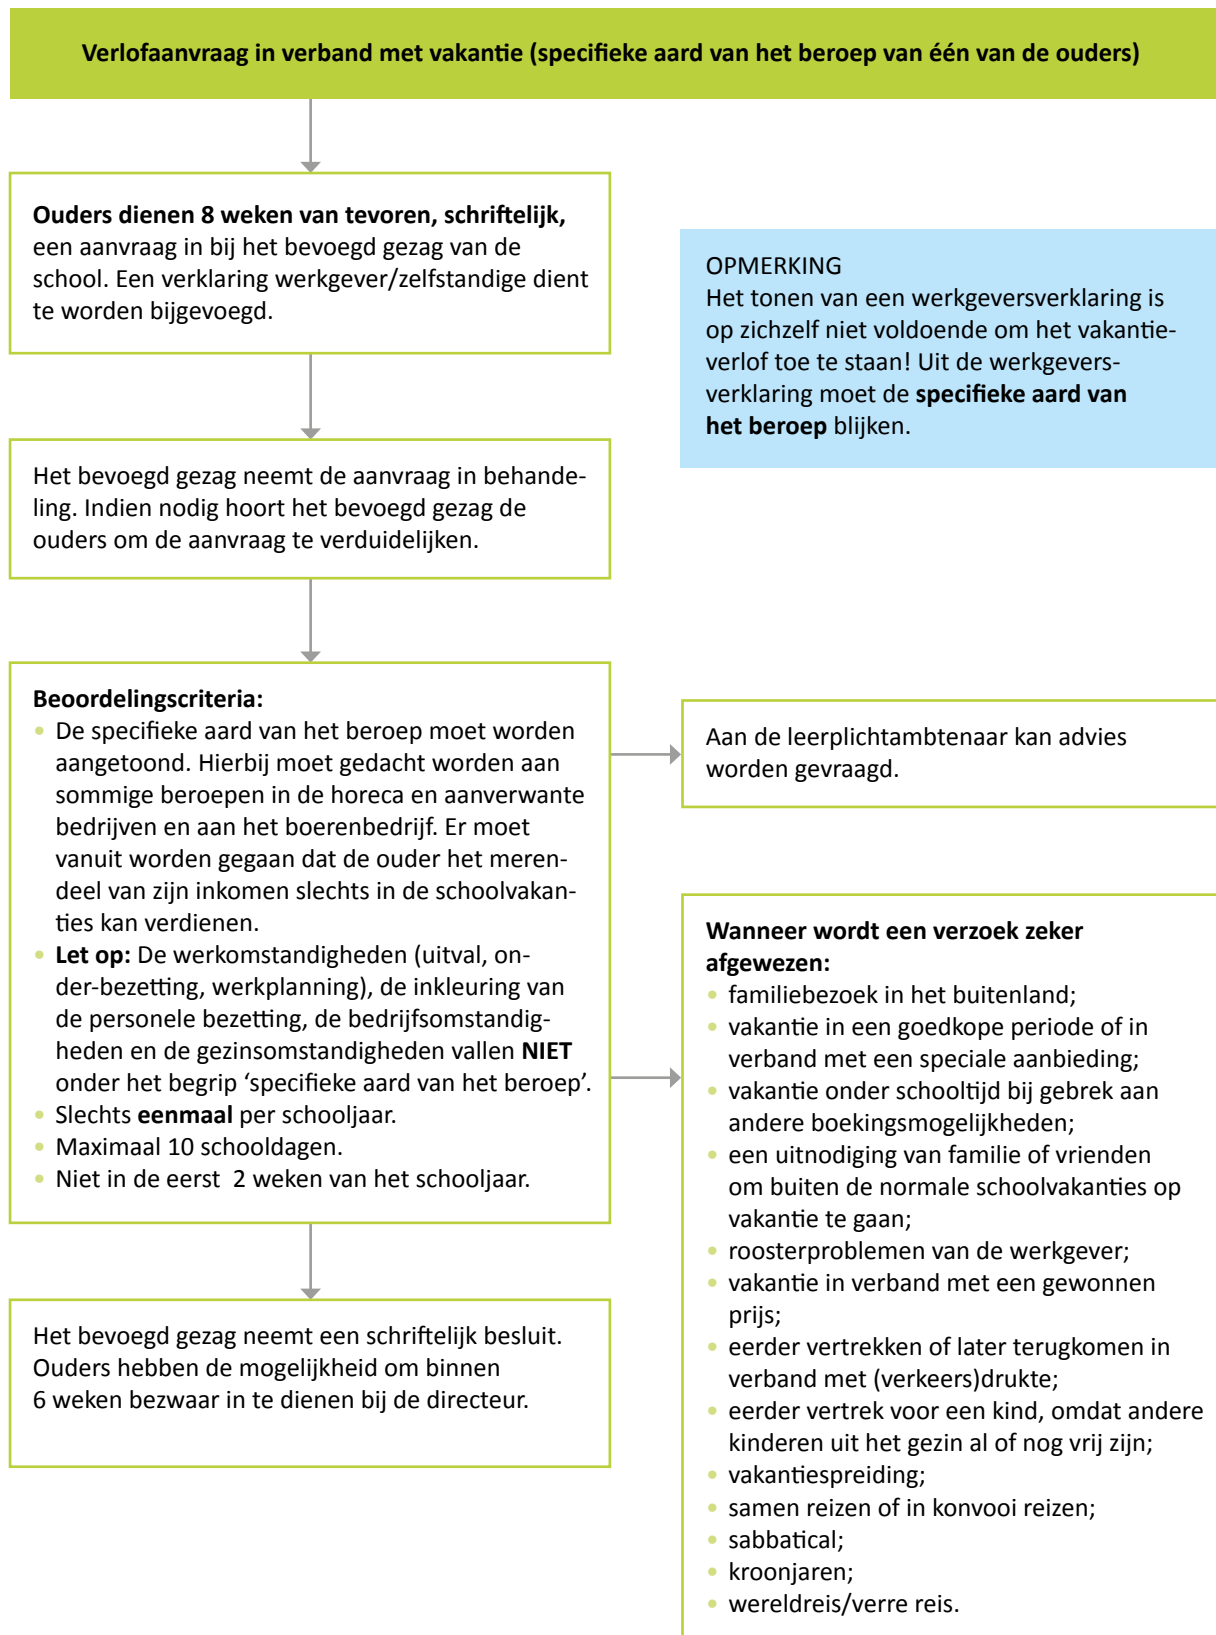 Verlofaanvraag in verband met vakantie (specifieke aard van het beroep van één van de ouders)
Ouders dienen 8 weken van tevoren, schriftelijk,
een aanvraag in bij het bevoegd gezag van de
school. Een verklaring werkgever/zelfstandige dient
te worden bijgevoegd.
OPMERKING
Het tonen van een werkgeversverklaring is
op zichzelf niet voldoende om het vakantie-
verlof toe te staan! Uit de werkgevers-
verklaring moet de specifieke aard van
het beroep blijken.
Het bevoegd gezag neemt de aanvraag in behande-
ling. Indien nodig hoort het bevoegd gezag de
ouders om de aanvraag te verduidelijken.
Beoordelingscriteria:
• De specifieke aard van het beroep moet worden
aangetoond. Hierbij moet gedacht worden aan
sommige beroepen in de horeca en aanverwante
bedrijven en aan het boerenbedrijf. Er moet
vanuit worden gegaan dat de ouder het meren-
deel van zijn inkomen slechts in de schoolvakan-
ties kan verdienen.
• Let op: De werkomstandigheden (uitval, on-
der-bezetting, werkplanning), de inkleuring van
de personele bezetting, de bedrijfsomstandig-
heden en de gezinsomstandigheden vallen NIET
onder het begrip ‘specifieke aard van het beroep’.
• Slechts eenmaal per schooljaar.
• Maximaal 10 schooldagen.
• Niet in de eerst  2 weken van het schooljaar.
Aan de leerplichtambtenaar kan advies
worden gevraagd.
Wanneer wordt een verzoek zeker
afgewezen:
• familiebezoek in het buitenland;
• vakantie in een goedkope periode of in
verband met een speciale aanbieding;
• vakantie onder schooltijd bij gebrek aan
andere boekingsmogelijkheden;
• een uitnodiging van familie of vrienden
om buiten de normale schoolvakanties op
vakantie te gaan;
• roosterproblemen van de werkgever;
• vakantie in verband met een gewonnen
prijs;
• eerder vertrekken of later terugkomen in
verband met (verkeers)drukte;
• eerder vertrek voor een kind, omdat andere
kinderen uit het gezin al of nog vrij zijn;
• vakantiespreiding;
• samen reizen of in konvooi reizen;
• sabbatical;
• kroonjaren;
• wereldreis/verre reis.
Het bevoegd gezag neemt een schriftelijk besluit.
Ouders hebben de mogelijkheid om binnen
6 weken bezwaar in te dienen bij de directeur.